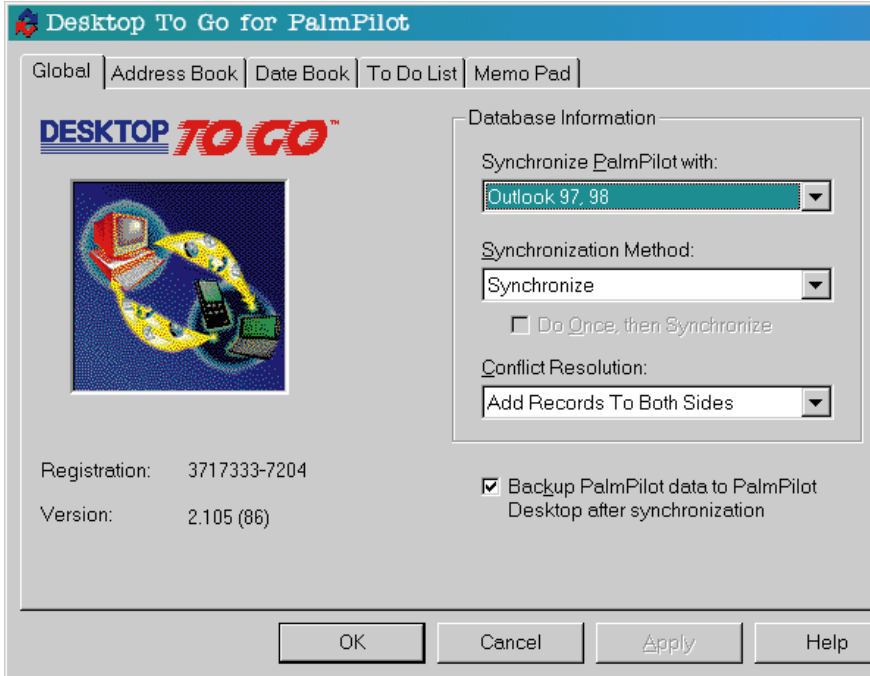 Desktop To Go for PalmPilot
Global Address Book Date Book To Do List Memo Pad
DESKTOP TO GO™
Database Information
Synchronize PalmPilot with:
Outlook 97, 98
Synchronization Method:
Synchronize
Do Once, then Synchronize
Conflict Resolution:
Add Records To Both Sides
Registration: 3717333-7204
Version: 2.105 (86)
Backup PalmPilot data to PalmPilot
Desktop after synchronization
OK Cancel Apply Help